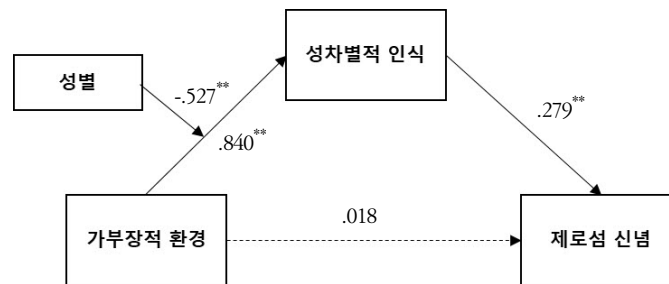 성차별적 인식
성별
-.527**
.840**
.279**
.018
가부장적 환경
제로섬 신념